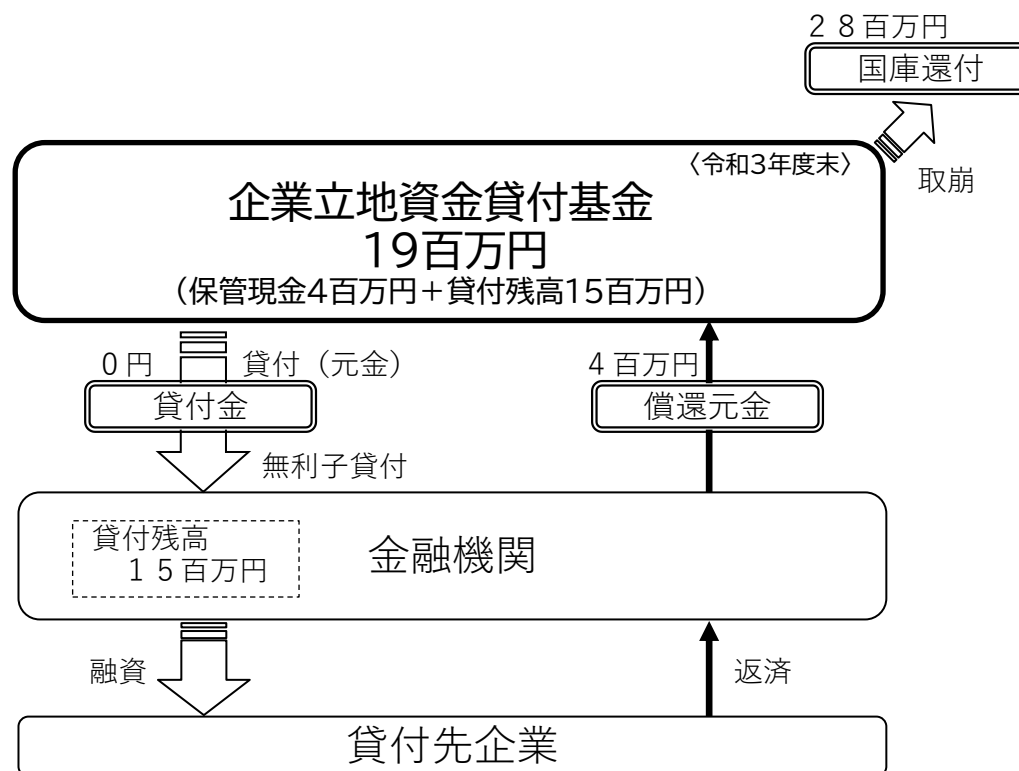 ２８百万円
国庫還付
取崩
〈令和3年度末〉
企業立地資金貸付基金
19百万円
（保管現金4百万円＋貸付残高15百万円）
０円
貸付（元金）
貸付金
無利子貸付
４百万円
償還元金
貸付残高
１５百万円
金融機関
融資
返済
貸付先企業